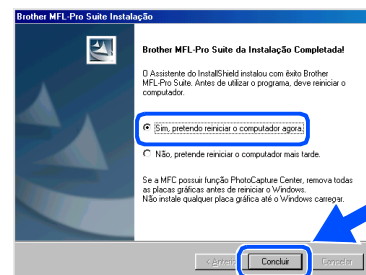 Brother MFL-Pro Suite Instalação
Brother MFL-Pro Suite da Instalação Completada!
O Assistente do InstallShield instalou com êxito Brother
MFL-Pro Suite. Antes de utilizar o programa, deve reiniciar o
computador.
Sim, pretendo reiniciar o computador agora.
Não, pretende reiniciar o computador mais tarde.
Se a MFC possuir função PhotoCapture Center, remova todas
as placas gráficas antes de reiniciar o Windows.
Não instale qualquer placa gráfica até o Windows carregar.
< Anterior Concluir Cancelar